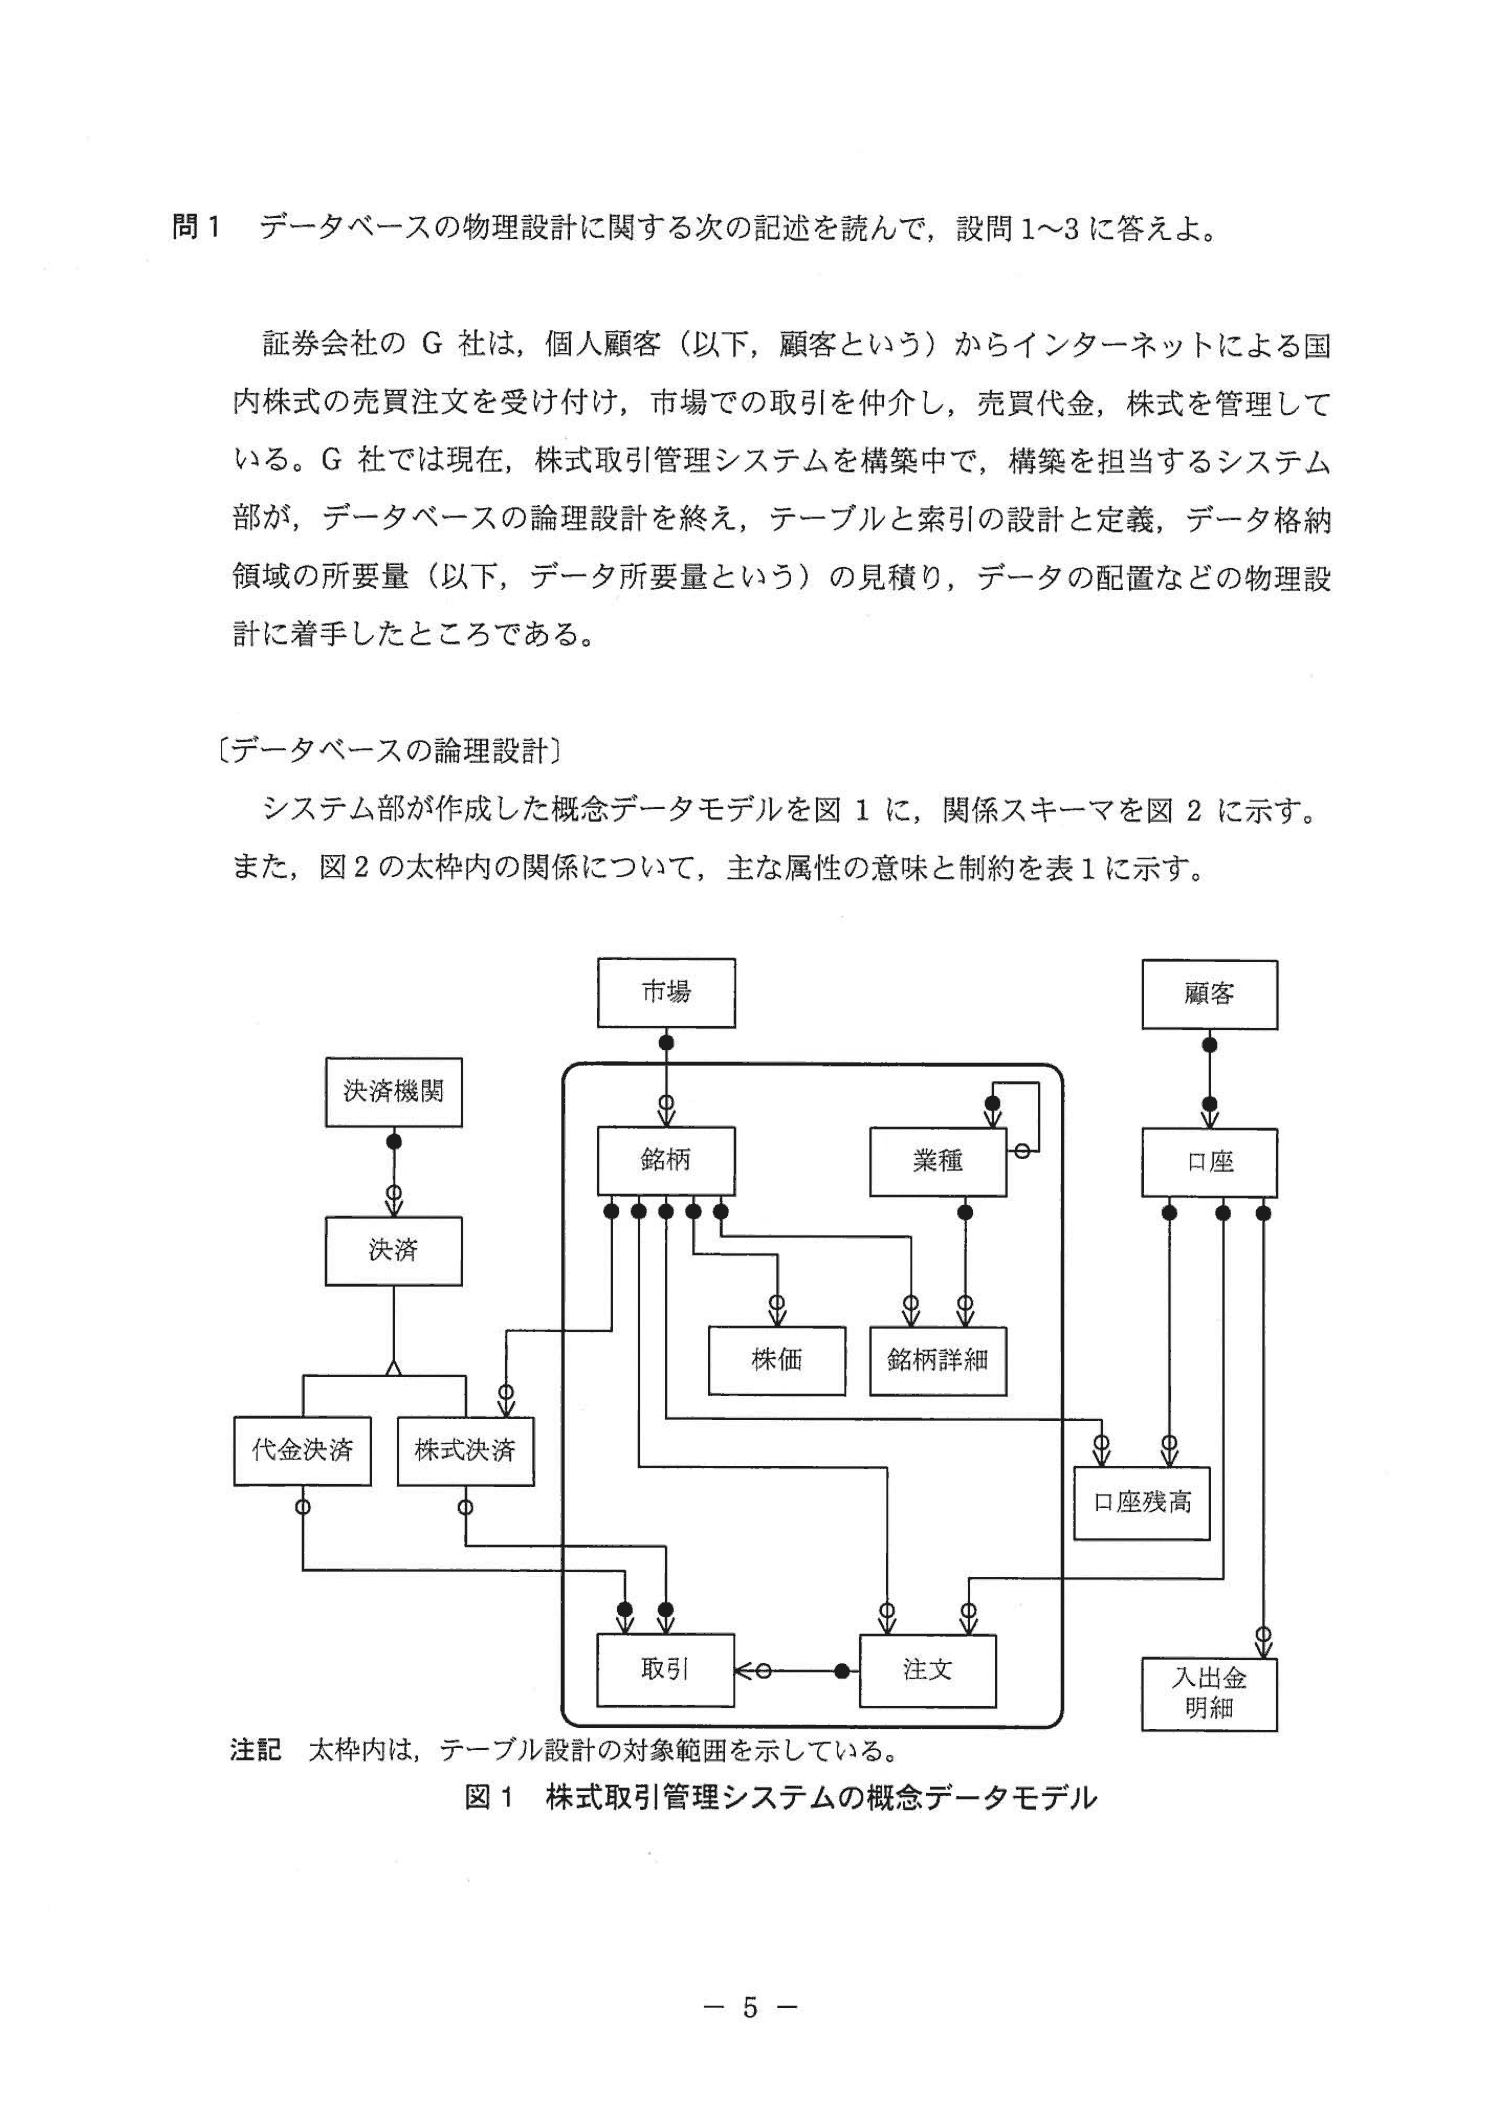 問1　データベースの物理設計に関する次の記述を読んで，設問1～3に答えよ。
証券会社の G 社は，個人顧客（以下，顧客という）からインターネットによる国
内株式の売買注文を受け付け，市場での取引を仲介し，売買代金，株式を管理して
いる。G 社では現在，株式取引管理システムを構築中で，構築を担当するシステム
部が，データベースの論理設計を終え，テーブルと索引の設計と定義，データ格納
領域の所要量（以下，データ所要量という）の見積り，データの配置などの物理設
計に着手したところである。
〔データベースの論理設計〕
システム部が作成した概念データモデルを図 1 に，関係スキーマを図 2 に示す。
また，図2の太枠内の関係について，主な属性の意味と制約を表1に示す。
市場
顧客
決済機関
銘柄
業種
口座
決済
株価
銘柄詳細
代金決済
株式決済
口座残高
取引
注文
入出金
明細
注記　太枠内は，テーブル設計の対象範囲を示している。
図1　株式取引管理システムの概念データモデル
－ 5 －